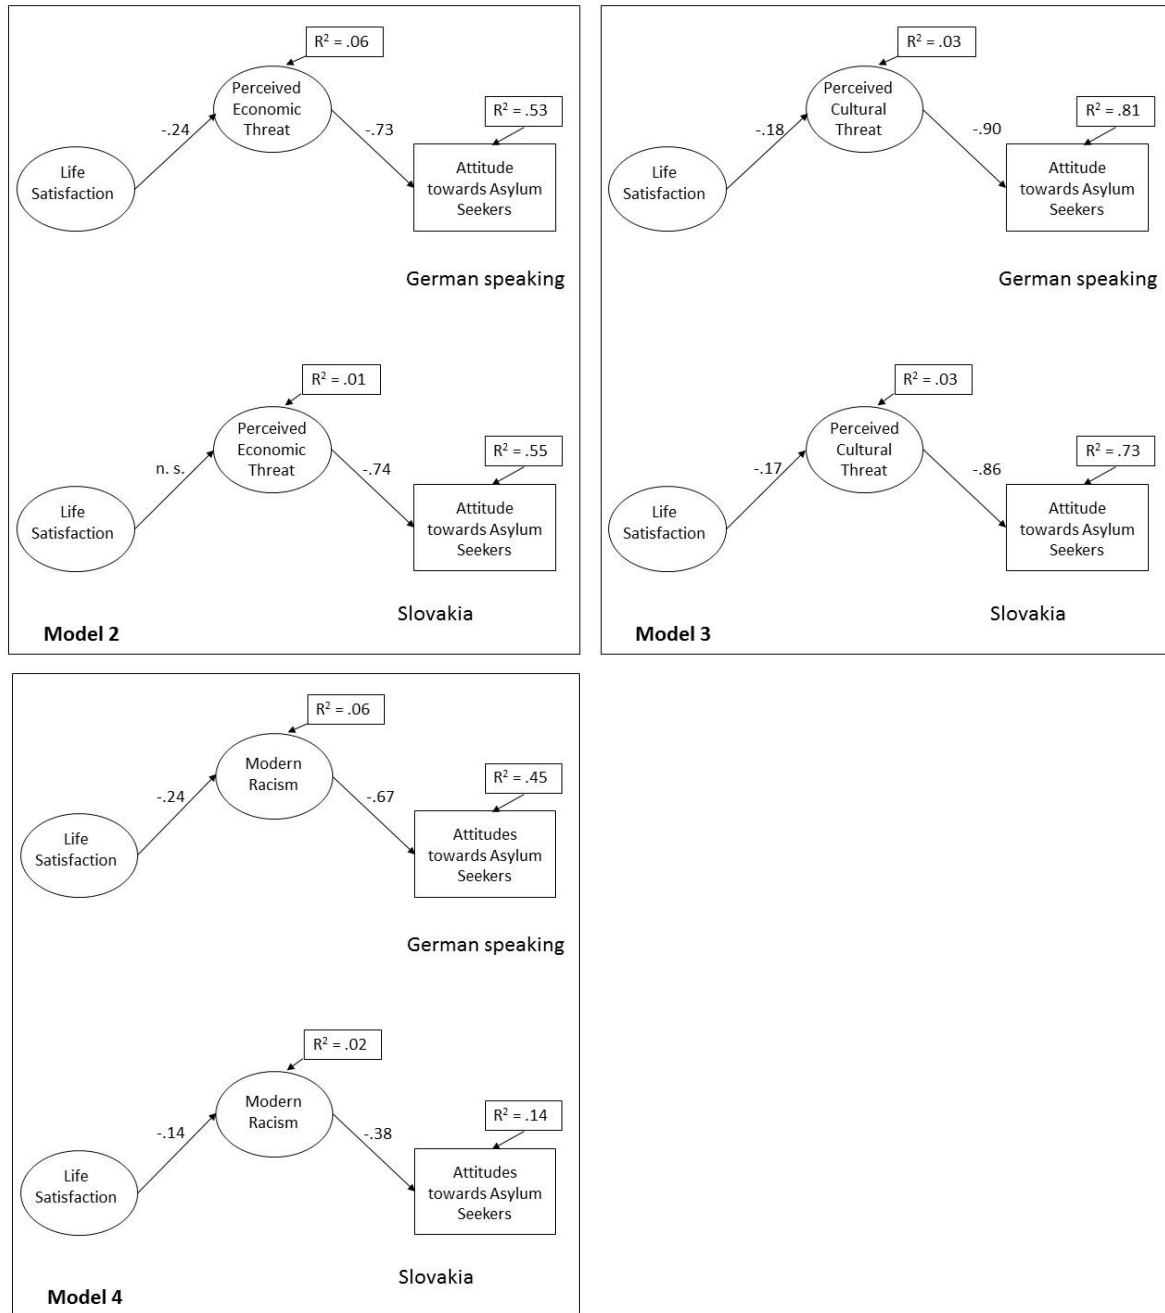 R² = .06
Perceived
Economic
Threat
-.24
-.73
R² = .53
Life
Satisfaction
Attitude
towards Asylum
Seekers
German speaking
R² = .01
Perceived
Economic
Threat
n. s.
-.74
R² = .55
Life
Satisfaction
Attitude
towards Asylum
Seekers
Slovakia
Model 2
R² = .03
Perceived
Cultural
Threat
-.18
-.90
R² = .81
Life
Satisfaction
Attitude
towards Asylum
Seekers
German speaking
R² = .03
Perceived
Cultural
Threat
-.17
-.86
R² = .73
Life
Satisfaction
Attitude
towards Asylum
Seekers
Slovakia
Model 3
R² = .06
Modern
Racism
-.24
-.67
R² = .45
Life
Satisfaction
Attitudes
towards Asylum
Seekers
German speaking
R² = .02
Modern
Racism
-.14
-.38
R² = .14
Life
Satisfaction
Attitudes
towards Asylum
Seekers
Slovakia
Model 4